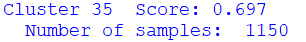 Cluster 35  Score: 0.697
Number of samples:  1150